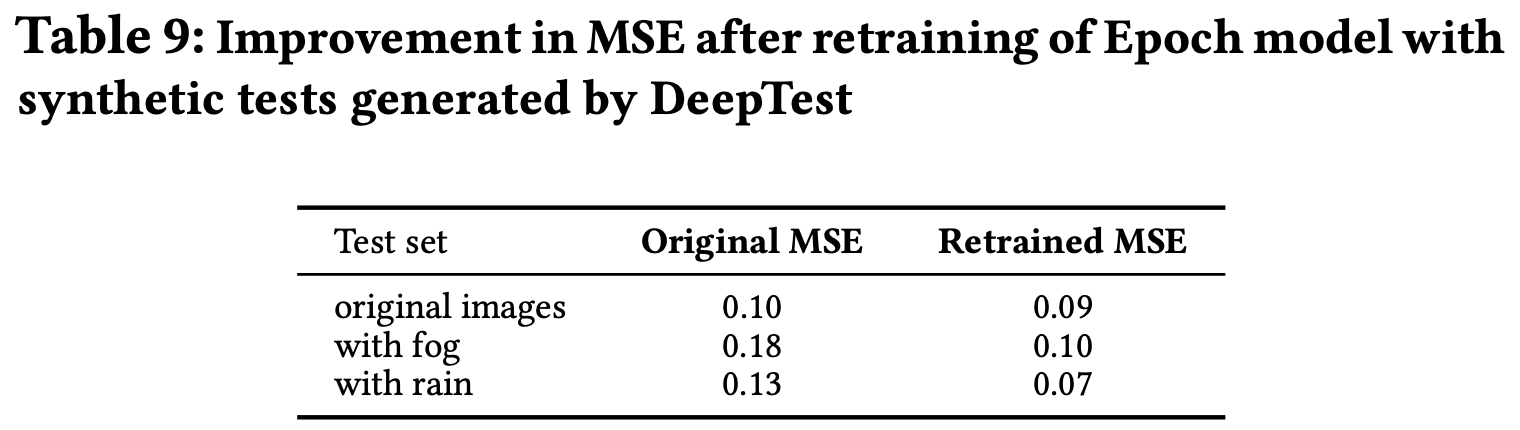 Table 9: Improvement in MSE after retraining of Epoch model with
synthetic tests generated by DeepTest
Test set Original MSE Retrained MSE
original images 0.10 0.09
with fog 0.18 0.10
with rain 0.13 0.07